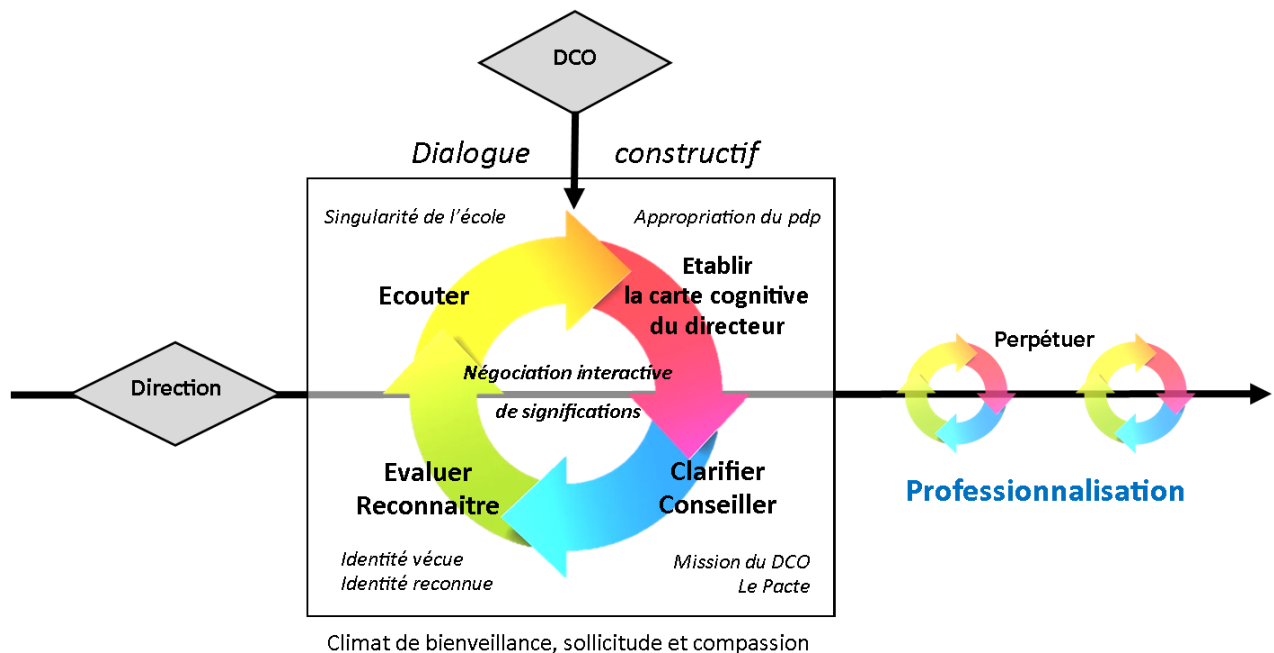 DCO
Dialogue constructif
Singularité de l'école
Appropriation du pdp
Ecouter
Etablir
la carte cognitive
du directeur
Direction
Négociation interactive
de significations
Perpétuer
Evaluer
Reconnaitre
Clarifier
Conseiller
Professionnalisation
Identité vécue
Identité reconnue
Mission du DCO
Le Pacte
Climat de bienveillance, sollicitude et compassion